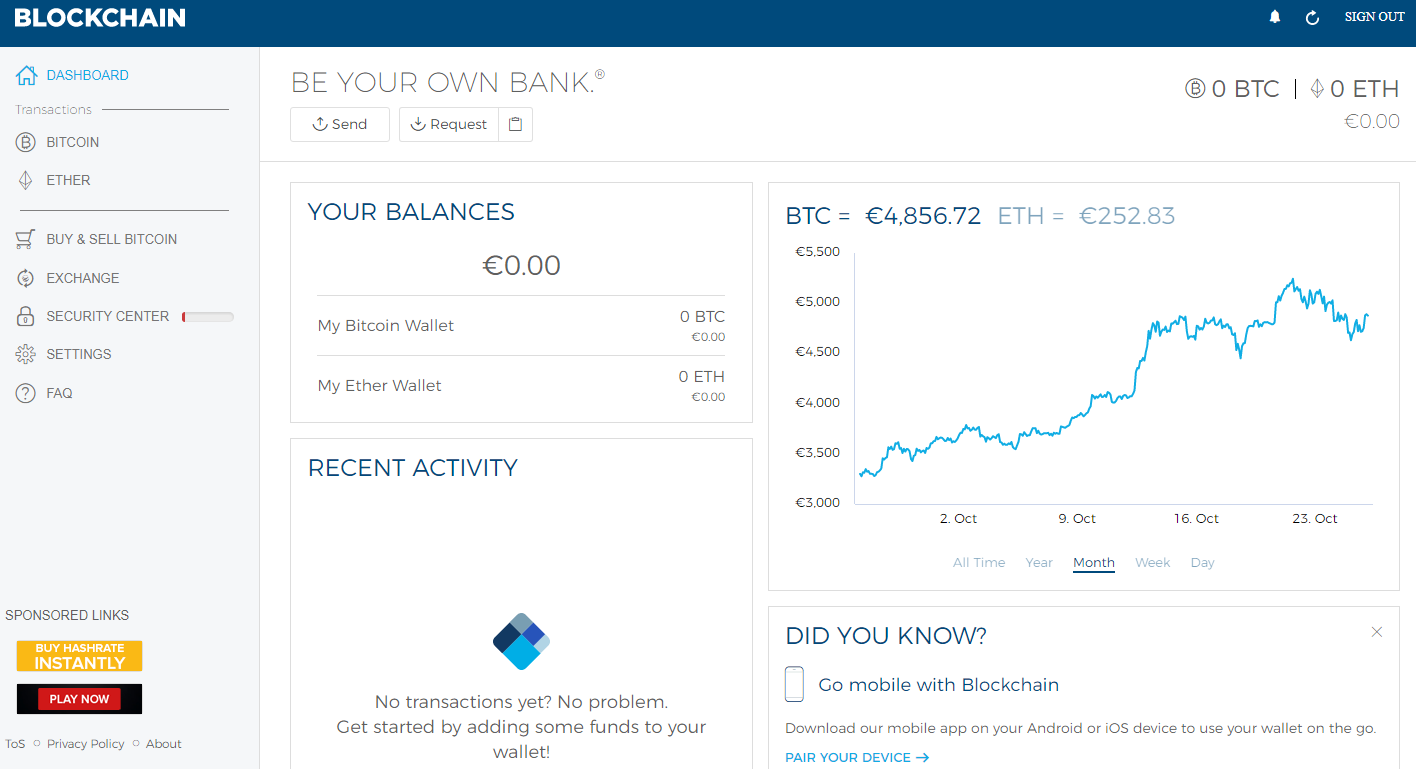 BLOCKCHAIN
SIGN OUT
DASHBOARD
Transactions
BITCOIN
ETHER
BUY & SELL BITCOIN
EXCHANGE
SECURITY CENTER
SETTINGS
FAQ
SPONSORED LINKS
BUY HASHRATE
INSTANTLY
PLAY NOW
ToS
Privacy Policy
About
BE YOUR OWN BANK.®
Send
Request
0 BTC | 0 ETH
€0.00
YOUR BALANCES
€0.00
My Bitcoin Wallet
0 BTC
€0.00
My Ether Wallet
0 ETH
€0.00
RECENT ACTIVITY
No transactions yet? No problem.
Get started by adding some funds to your
wallet!
BTC = €4,856.72 ETH = €252.83
€5,500
€5,000
€4,500
€4,000
€3,500
€3,000
2. Oct 9. Oct 16. Oct 23. Oct
All Time Year Month Week Day
DID YOU KNOW?
Go mobile with Blockchain
Download our mobile app on your Android or iOS device to use your wallet on the go.
PAIR YOUR DEVICE